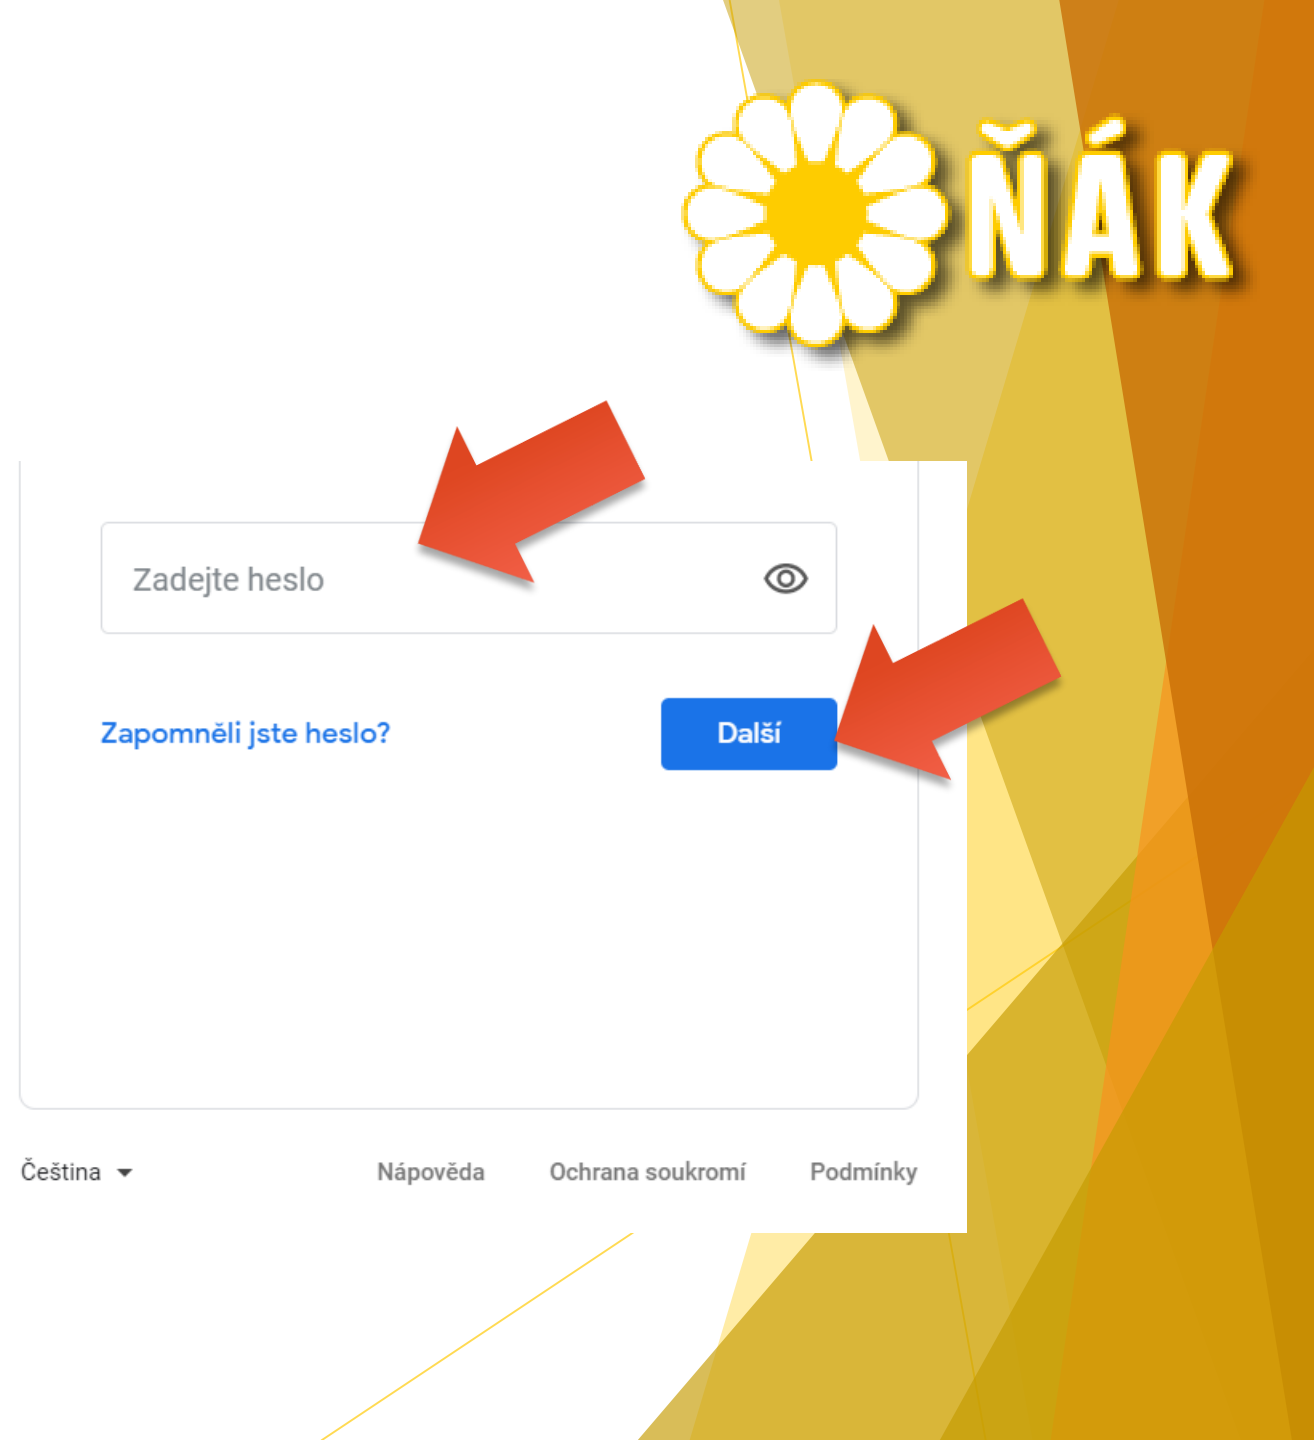 ŇÁK
Zadejte heslo
Zapomněli jste heslo?
Další
Čeština
Nápověda
Ochrana soukromí
Podmínky